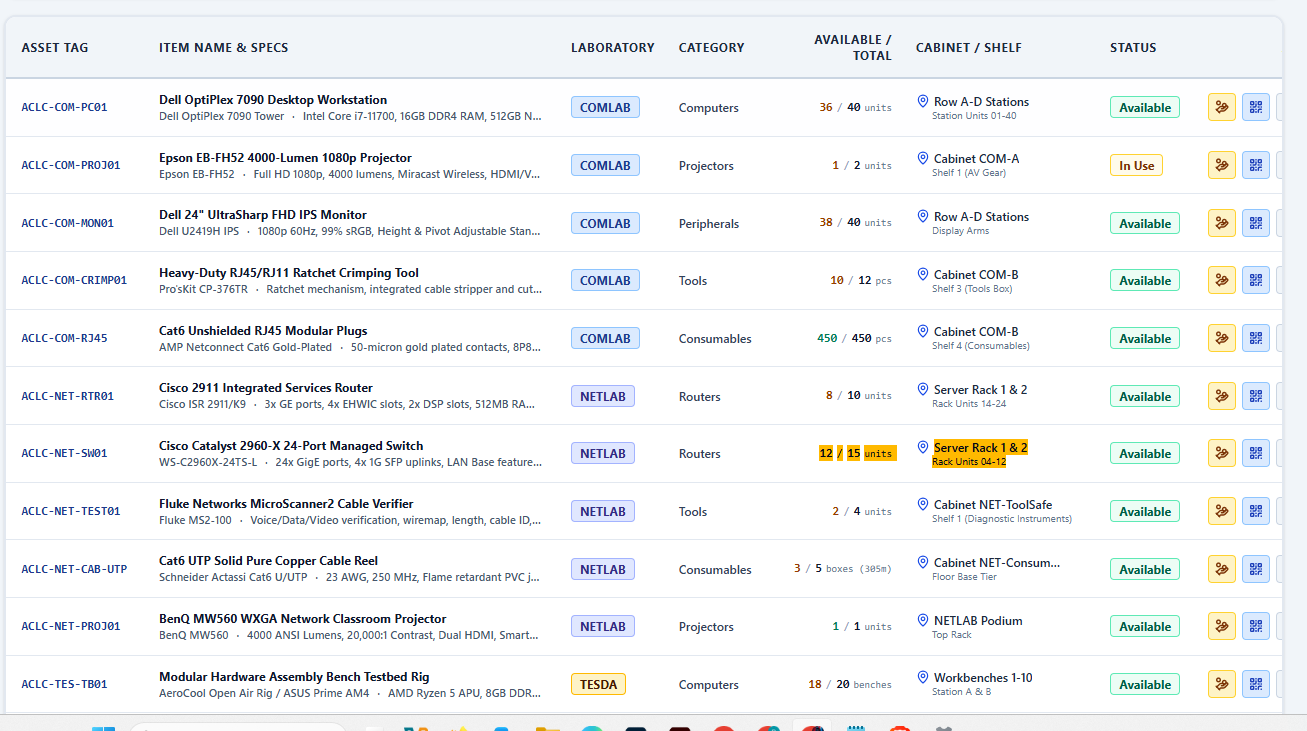 ASSET TAG ITEM NAME & SPECS LABORATORY CATEGORY AVAILABLE / TOTAL CABINET / SHELF STATUS
ACLC-COM-PC01 Dell OptiPlex 7090 Desktop Workstation COMLAB Computers 36 / 40 units Row A-D Stations Available
Dell OptiPlex 7090 Tower · Intel Core i7-11700, 16GB DDR4 RAM, 512GB N... Station Units 01-40
ACLC-COM-PROJ01 Epson EB-FH52 4000-Lumen 1080p Projector COMLAB Projectors 1 / 2 units Cabinet COM-A In Use
Epson EB-FH52 · Full HD 1080p, 4000 lumens, Miracast Wireless, HDMI/V... Shelf 1 (AV Gear)
ACLC-COM-MON01 Dell 24" UltraSharp FHD IPS Monitor COMLAB Peripherals 38 / 40 units Row A-D Stations Available
Dell U2419H IPS · 1080p 60Hz, 99% sRGB, Height & Pivot Adjustable Stan... Display Arms
ACLC-COM-CRIMP01 Heavy-Duty RJ45/RJ11 Ratchet Crimping Tool COMLAB Tools 10 / 12 pcs Cabinet COM-B Available
Pro'sKit CP-376TR · Ratchet mechanism, integrated cable stripper and cut... Shelf 3 (Tools Box)
ACLC-COM-RJ45 Cat6 Unshielded RJ45 Modular Plugs COMLAB Consumables 450 / 450 pcs Cabinet COM-B Available
AMP Netconnect Cat6 Gold-Plated · 50-micron gold plated contacts, 8P8... Shelf 4 (Consumables)
ACLC-NET-RTR01 Cisco 2911 Integrated Services Router NETLAB Routers 8 / 10 units Server Rack 1 & 2 Available
Cisco ISR 2911/K9 · 3x GE ports, 4x EHWIC slots, 2x DSP slots, 512MB RA... Rack Units 14-24
ACLC-NET-SW01 Cisco Catalyst 2960-X 24-Port Managed Switch NETLAB Routers 12 / 15 units Server Rack 1 & 2 Available
WS-C2960X-24TS-L · 24x GigE ports, 4x 1G SFP uplinks, LAN Base feature... Rack Units 04-12
ACLC-NET-TEST01 Fluke Networks MicroScanner2 Cable Verifier NETLAB Tools 2 / 4 units Cabinet NET-ToolSafe Available
Fluke MS2-100 · Voice/Data/Video verification, wiremap, length, cable ID,... Shelf 1 (Diagnostic Instruments)
ACLC-NET-CAB-UTP Cat6 UTP Solid Pure Copper Cable Reel NETLAB Consumables 3 / 5 boxes (305m) Cabinet NET-Consum... Available
Schneider Actassi Cat6 U/UTP · 23 AWG, 250 MHz, Flame retardant PVC j... Floor Base Tier
ACLC-NET-PROJ01 BenQ MW560 WXGA Network Classroom Projector NETLAB Projectors 1 / 1 units NETLAB Podium Available
BenQ MW560 · 4000 ANSI Lumens, 20,000:1 Contrast, Dual HDMI, Smart... Top Rack
ACLC-TES-TB01 Modular Hardware Assembly Bench Testbed Rig TESDA Computers 18 / 20 benches Workbenches 1-10 Available
AeroCool Open Air Rig / ASUS Prime AM4 · AMD Ryzen 5 APU, 8GB DDR... Station A & B